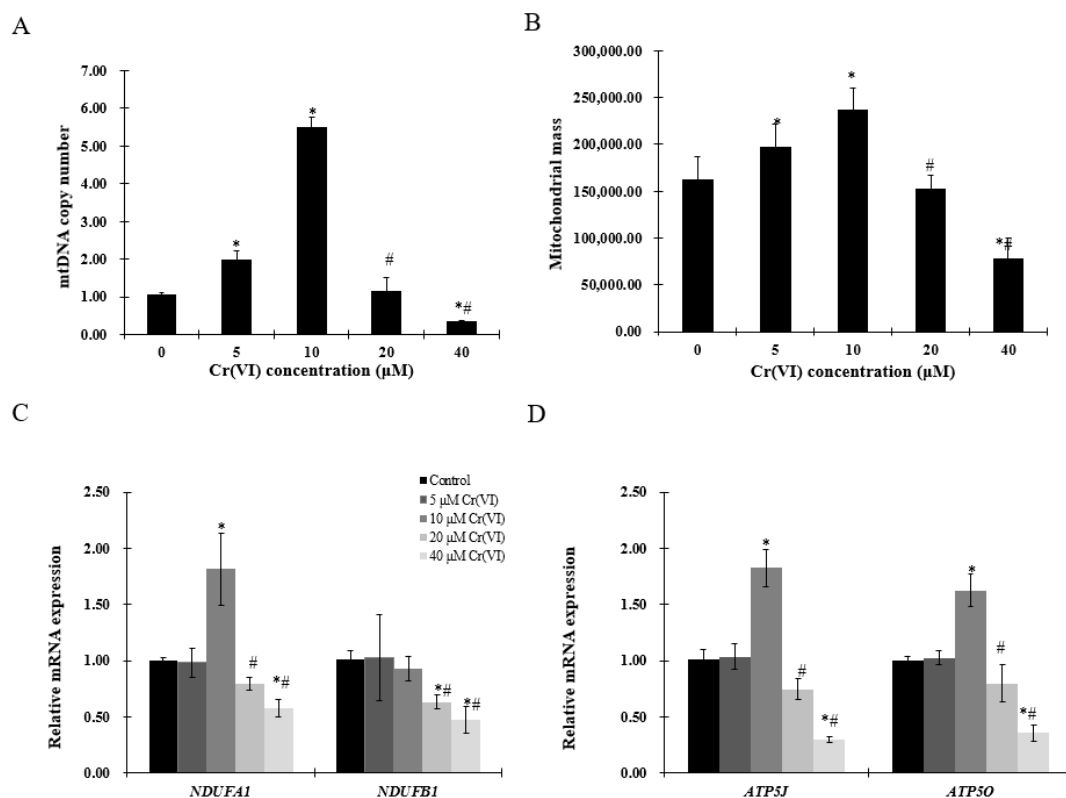 A
7.00
6.00
5.00
4.00
3.00
2.00
1.00
0.00
mtDNA copy number
*
*
#
*#
0 5 10 20 40
Cr(VI) concentration (µM)
B
300,000.00
250,000.00
200,000.00
150,000.00
100,000.00
50,000.00
0.00
Mitochondrial mass
*
*
#
*#
0 5 10 20 40
Cr(VI) concentration (µM)
C
2.50
2.00
1.50
1.00
0.50
0.00
Relative mRNA expression
Control
5 µM Cr(VI)
10 µM Cr(VI)
20 µM Cr(VI)
40 µM Cr(VI)
*
#
*#
*#
*#
NDUFA1 NDUFB1
D
2.50
2.00
1.50
1.00
0.50
0.00
Relative mRNA expression
*
#
*#
*
#
*#
ATP5J ATP5O